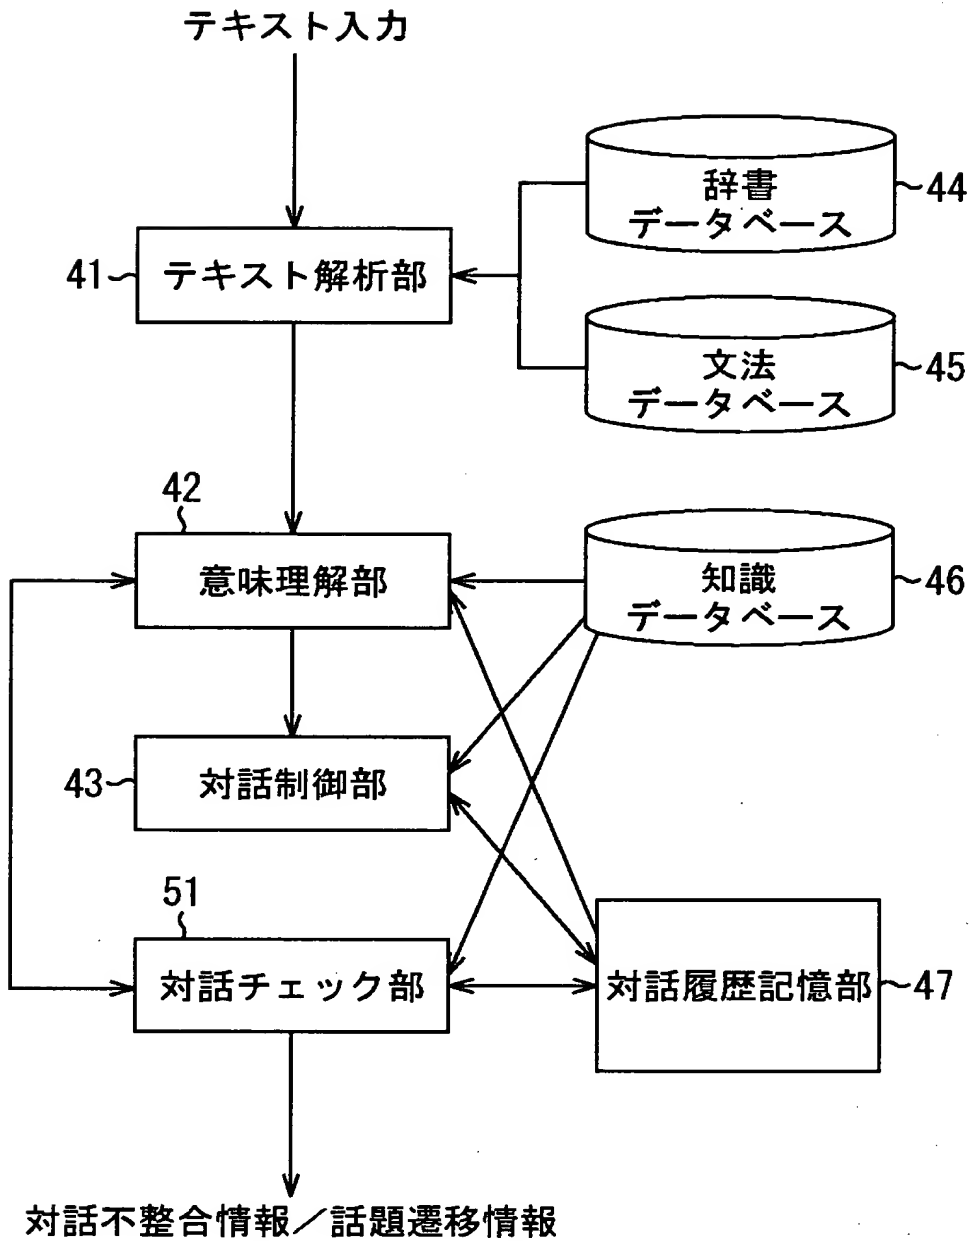 テキスト入力
辞書
データベース
44
41
テキスト解析部
文法
データベース
45
42
意味理解部
知識
データベース
46
43
対話制御部
51
対話チェック部
対話履歴記憶部
47
対話不整合情報／話題遷移情報